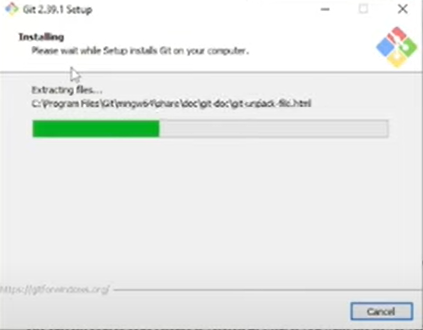 Git 2.39.1 Setup
Installing
Please wait while Setup installs Git on your computer.
Extracting files...
C:\Program Files\Git\mingw64\share\doc\git-doc\git-unpack-file.html
https://gitforwindows.org/
Cancel